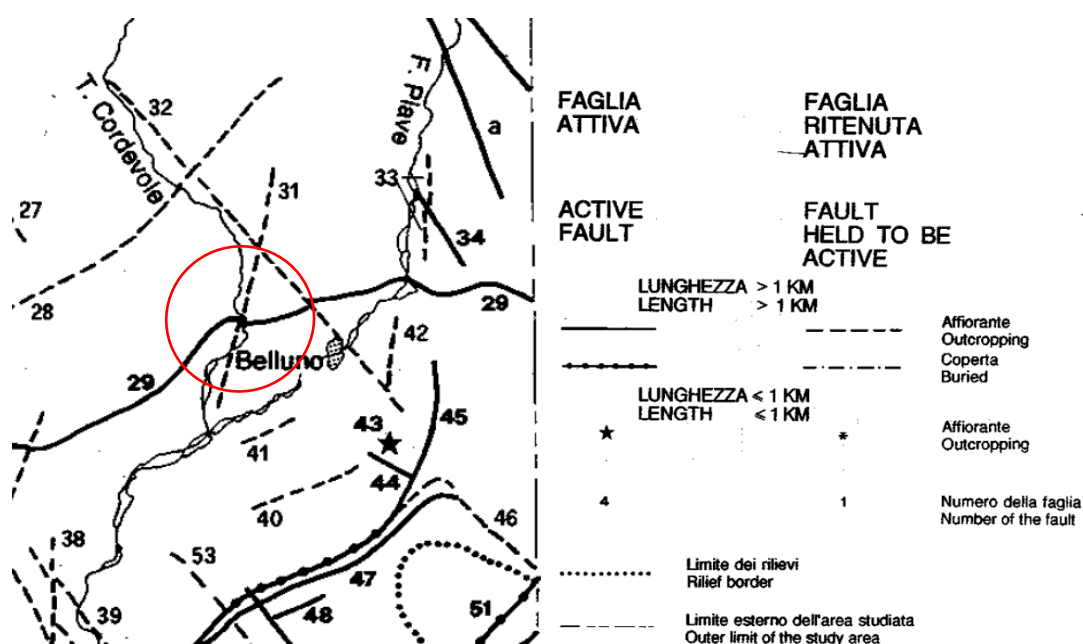 T. Cordevole
F. Piave
32
a
33
31
27
34
28
29
42
Belluno
29
45
43
41
44
40
46
38
53
47
39
48
51
FAGLIA
ATTIVA
FAGLIA
RITENUTA
ATTIVA
ACTIVE
FAULT
FAULT
HELD TO BE
ACTIVE
LUNGHEZZA > 1 KM
LENGTH > 1 KM
Affiorante
Outcropping
Coperta
Buried
LUNGHEZZA ⩽ 1 KM
LENGTH ⩽ 1 KM
Affiorante
Outcropping
4
1
Numero della faglia
Number of the fault
Limite dei rilievi
Rilief border
Limite esterno dell'area studiata
Outer limit of the study area